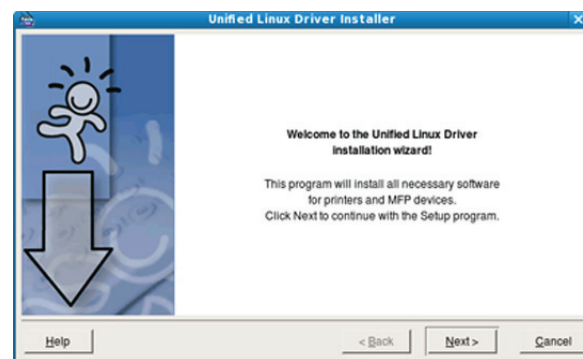 Unified Linux Driver Installer
Welcome to the Unified Linux Driver
installation wizard!
This program will install all necessary software
for printers and MFP devices.
Click Next to continue with the Setup program.
Help
< Back
Next >
Cancel